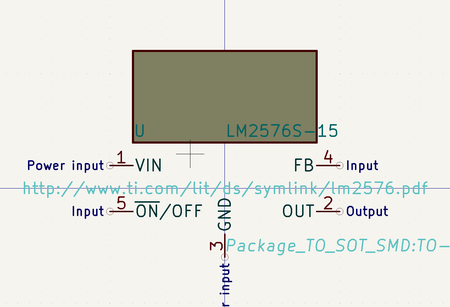 U LM2576S-15
Power input 1 VIN FB 4 Input
http://www.ti.com/lit/ds/symlink/lm2576.pdf
Input 5 ON/OFF OUT 2 Output
GND
3
Package_TO_SOT_SMD:TO-
r input